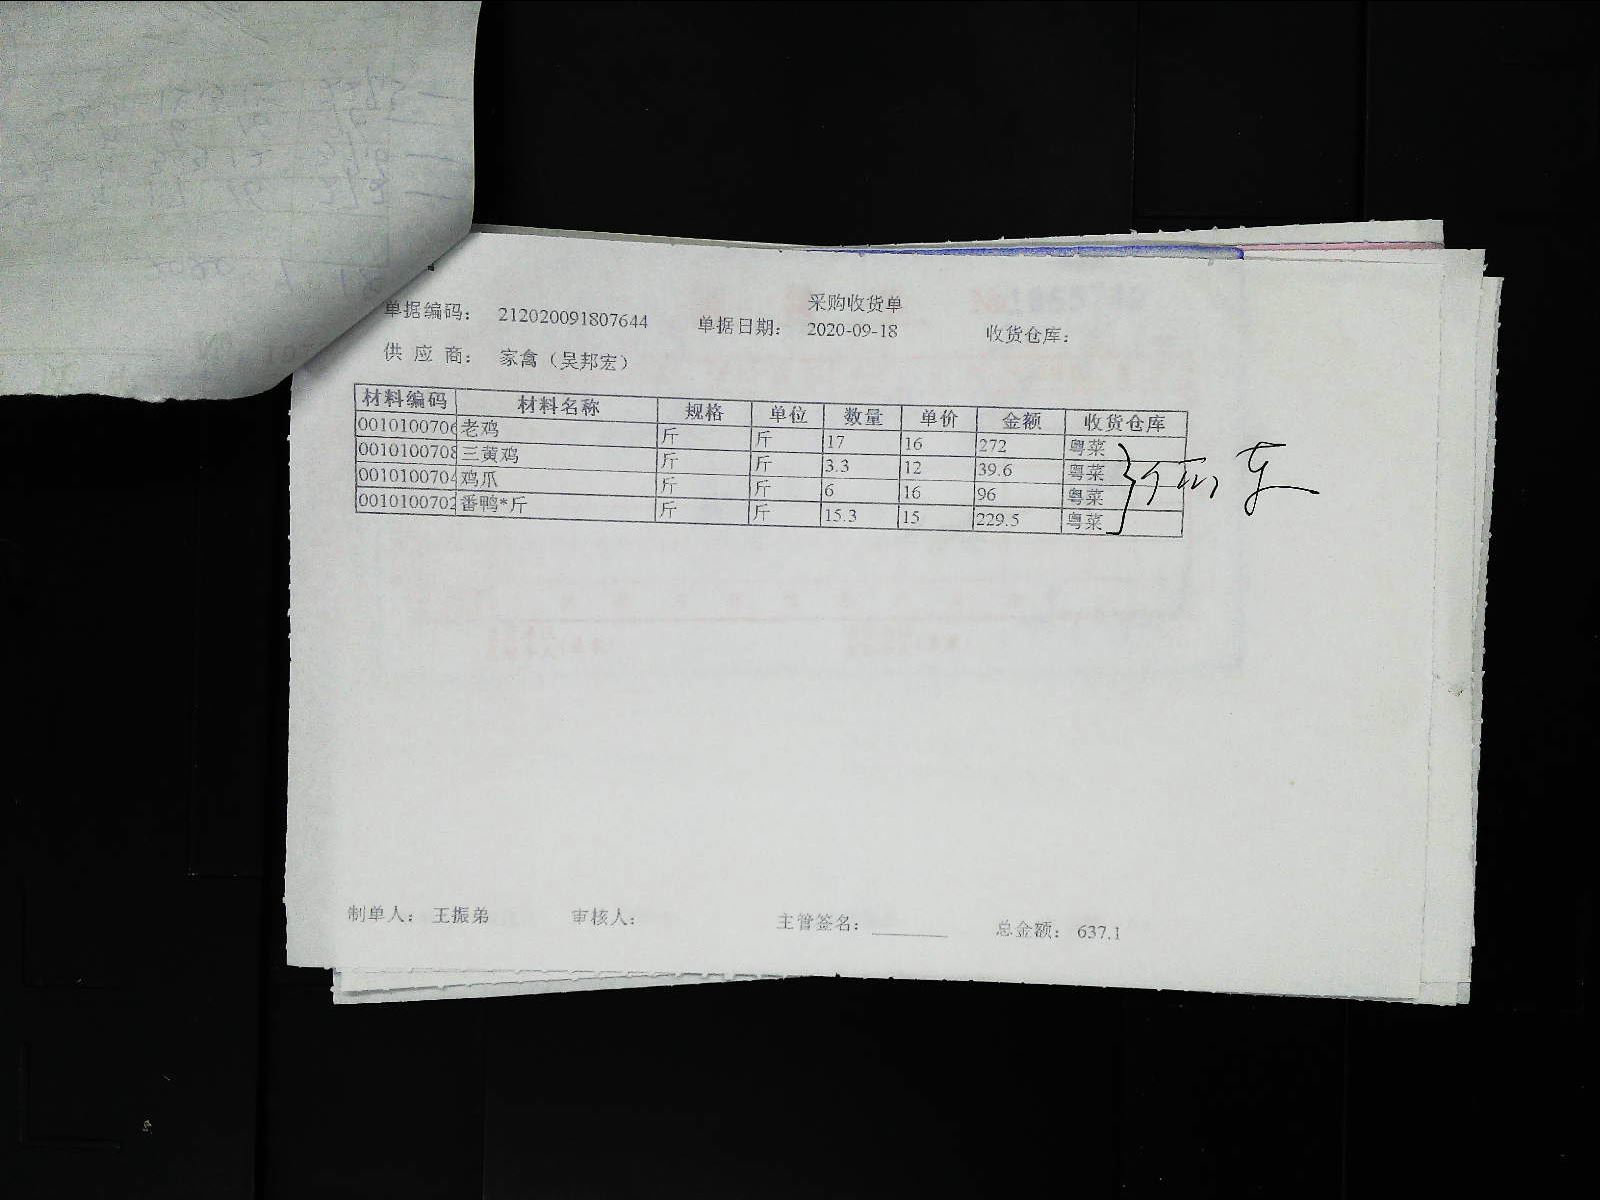 采购收货单
单据编码: 212020091807644 单据日期: 2020-09-18 收货仓库:
供 应 商: 家禽（吴邦宏）
材料编码 材料名称 规格 单位 数量 单价 金额 收货仓库
0010100706 老鸡 斤 斤 17 16 272 粤菜
0010100708 三黄鸡 斤 斤 3.3 12 39.6 粤菜
0010100704 鸡爪 斤 斤 6 16 96 粤菜
0010100702 番鸭*斤 斤 斤 15.3 15 229.5 粤菜
制单人: 王振弟 审核人: 主管签名: 总金额: 637.1